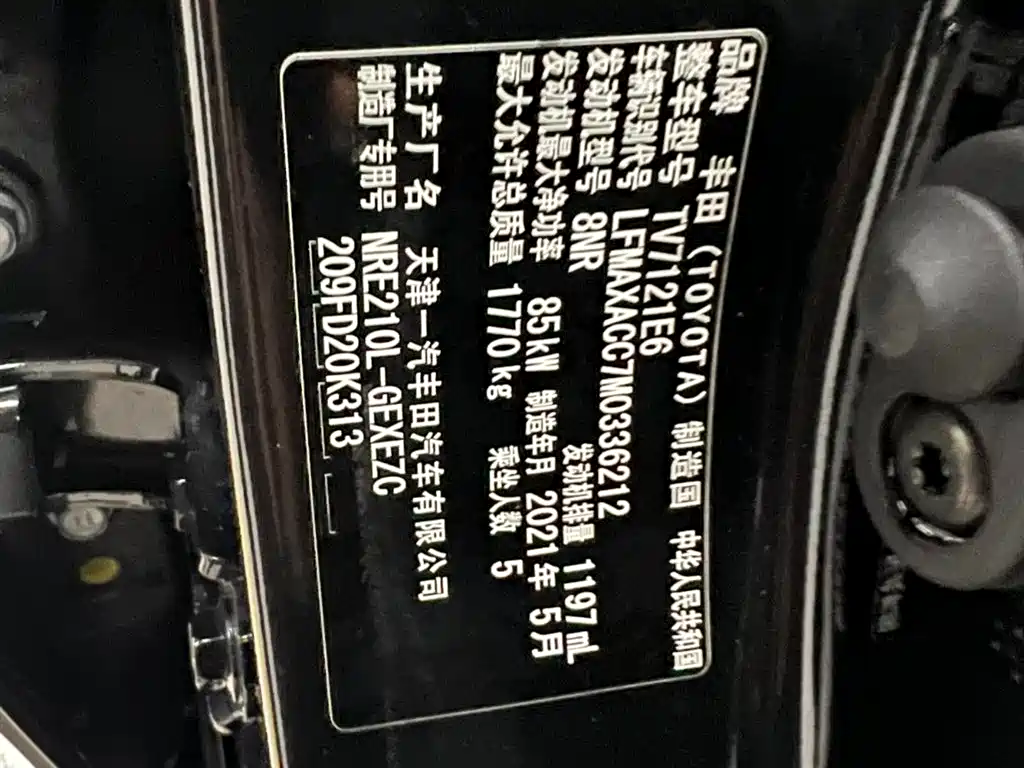 品牌 丰田（TOYOTA） 制造国 中华人民共和国
整车型号 TV7121E6
车辆识别代号 LFMAXACC7M0336212
发动机型号 8NR 发动机排量 1197 mL
发动机最大净功率 85kW 制造年月 2021年 5月
最大允许总质量 1770kg 乘坐人数 5
生产厂名 天津一汽丰田汽车有限公司
制造厂专用号 NRE210L-GEXEZC
209FD20K313